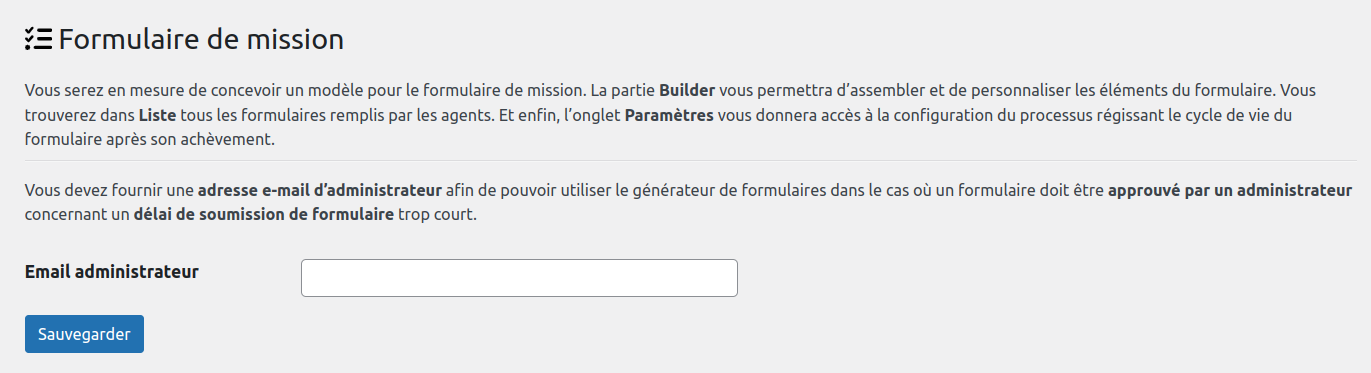 Formulaire de mission
Vous serez en mesure de concevoir un modèle pour le formulaire de mission. La partie Builder vous permettra d’assembler et de personnaliser les éléments du formulaire. Vous
trouverez dans Liste tous les formulaires remplis par les agents. Et enfin, l’onglet Paramètres vous donnera accès à la configuration du processus régissant le cycle de vie du
formulaire après son achèvement.
Vous devez fournir une adresse e-mail d’administrateur afin de pouvoir utiliser le générateur de formulaires dans le cas où un formulaire doit être approuvé par un administrateur
concernant un délai de soumission de formulaire trop court.
Email administrateur
Sauvegarder